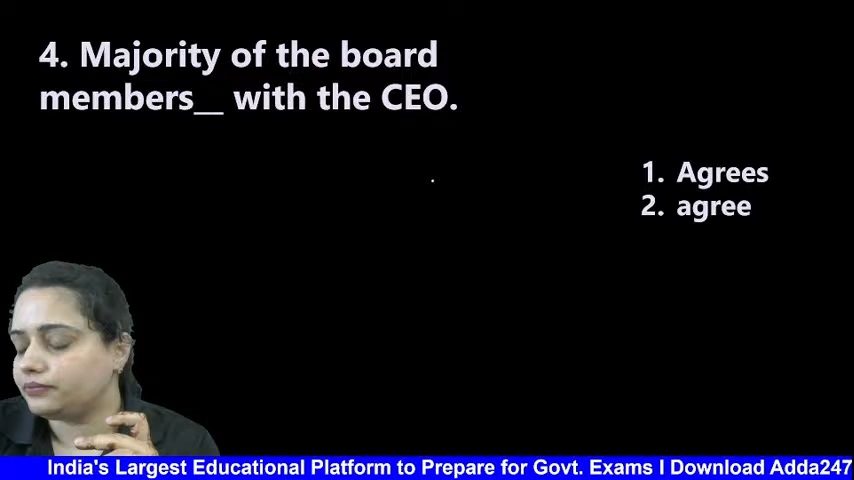 4. Majority of the board
members__ with the CEO.
1. Agrees
2. agree
India's Largest Educational Platform to Prepare for Govt. Exams I Download Adda247